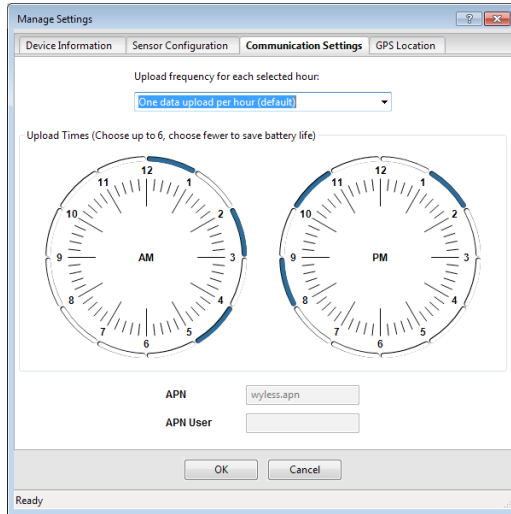 Manage Settings
Device Information Sensor Configuration Communication Settings GPS Location
Upload frequency for each selected hour:
One data upload per hour (default)
Upload Times (Choose up to 6, choose fewer to save battery life)
12
11 1
10 2
9 AM 3
8 4
7 5
6
12
11 1
10 2
9 PM 3
8 4
7 5
6
APN wyless.apn
APN User
OK Cancel
Ready